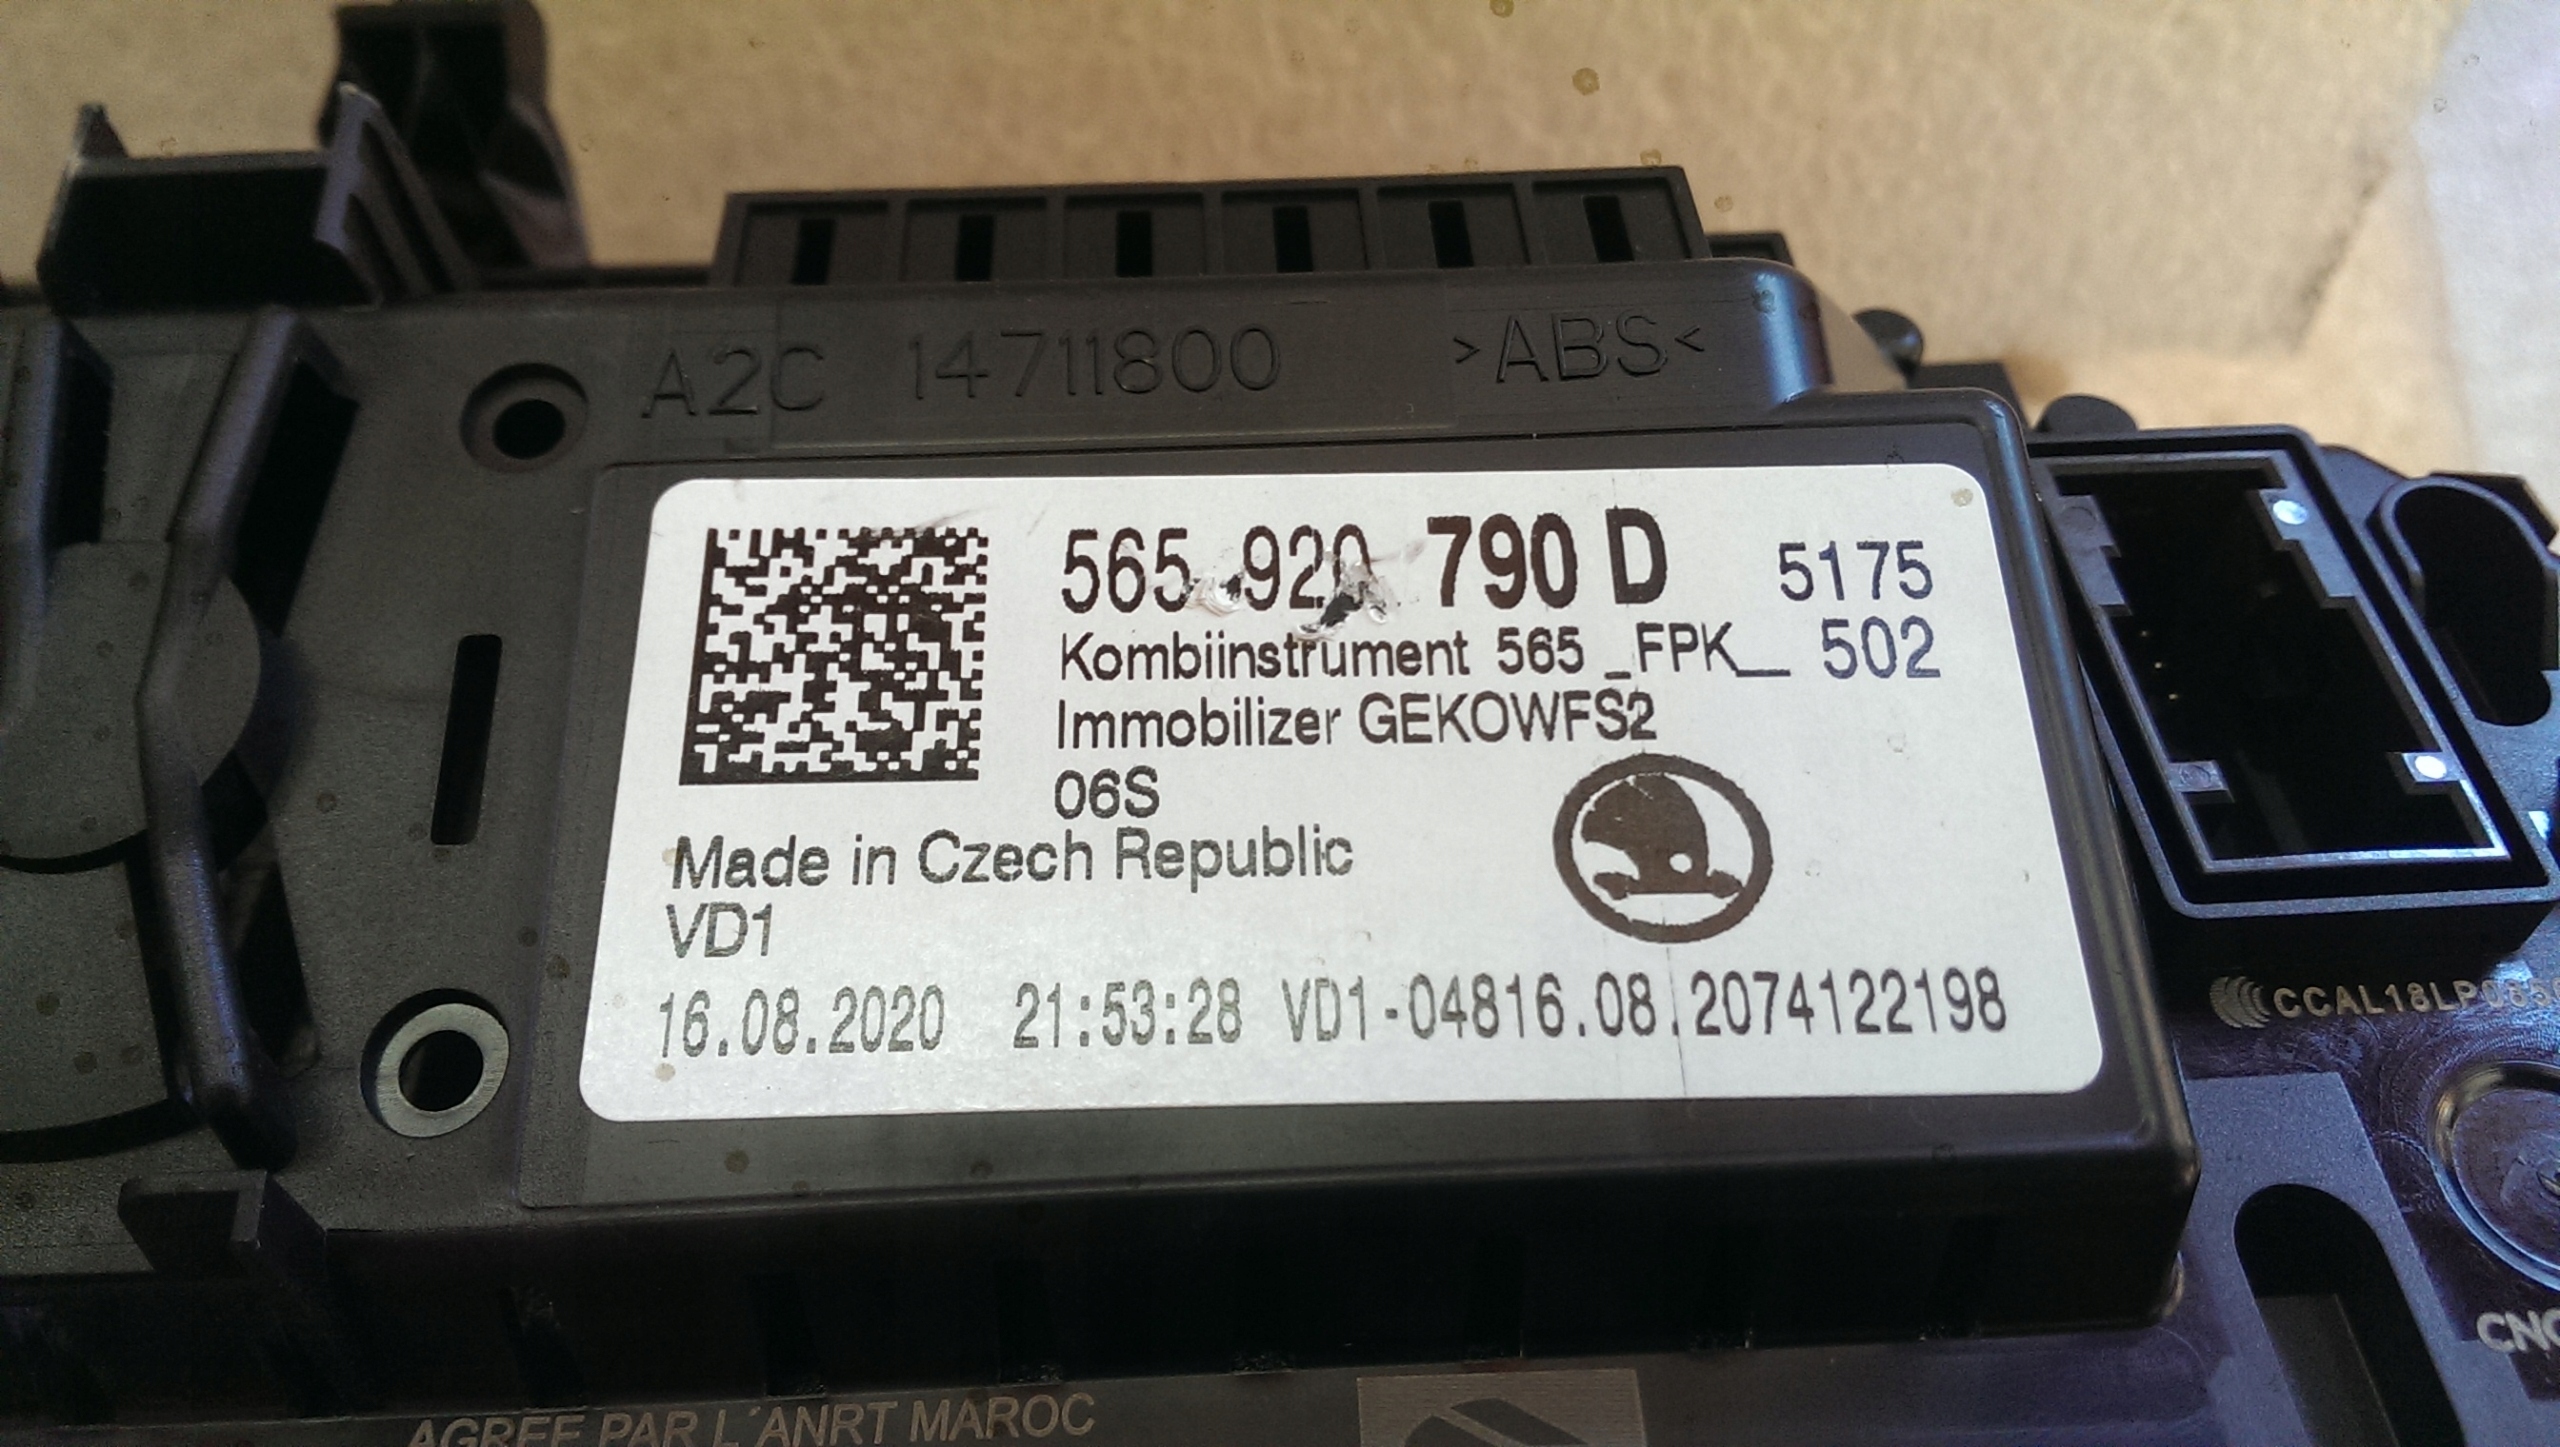 A2C 14711800 >ABS<
565 920 790 D 5175
Kombiinstrument 565 _FPK_ 502
Immobilizer GEKOWFS2
06S
Made in Czech Republic
VD1
16.08.2020 21:53:28 VD1-04816.08.2074122198
AGREE PAR L´ANRT MAROC